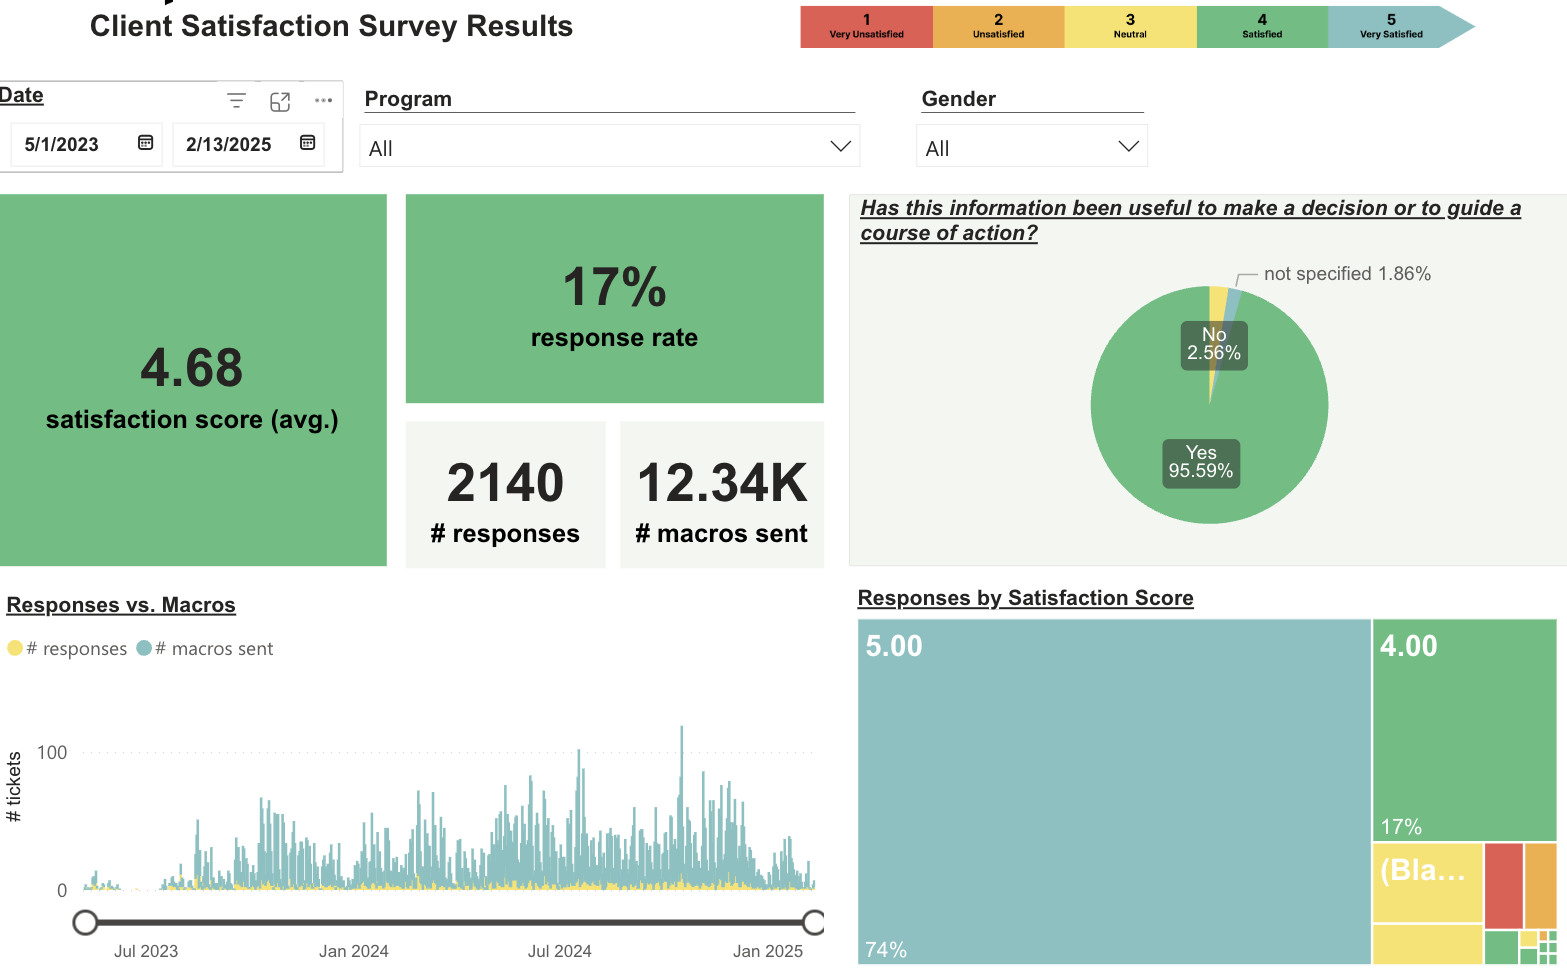 Client Satisfaction Survey Results
1
Very Unsatisfied
2
Unsatisfied
3
Neutral
4
Satisfied
5
Very Satisfied
Date
5/1/2023
2/13/2025
Program
All
Gender
All
4.68
satisfaction score (avg.)
17%
response rate
2140
# responses
12.34K
# macros sent
Has this information been useful to make a decision or to guide a
course of action?
not specified 1.86%
No
2.56%
Yes
95.59%
Responses vs. Macros
# responses
# macros sent
# tickets
100
0
Jul 2023
Jan 2024
Jul 2024
Jan 2025
Responses by Satisfaction Score
5.00
74%
4.00
17%
(Bla...